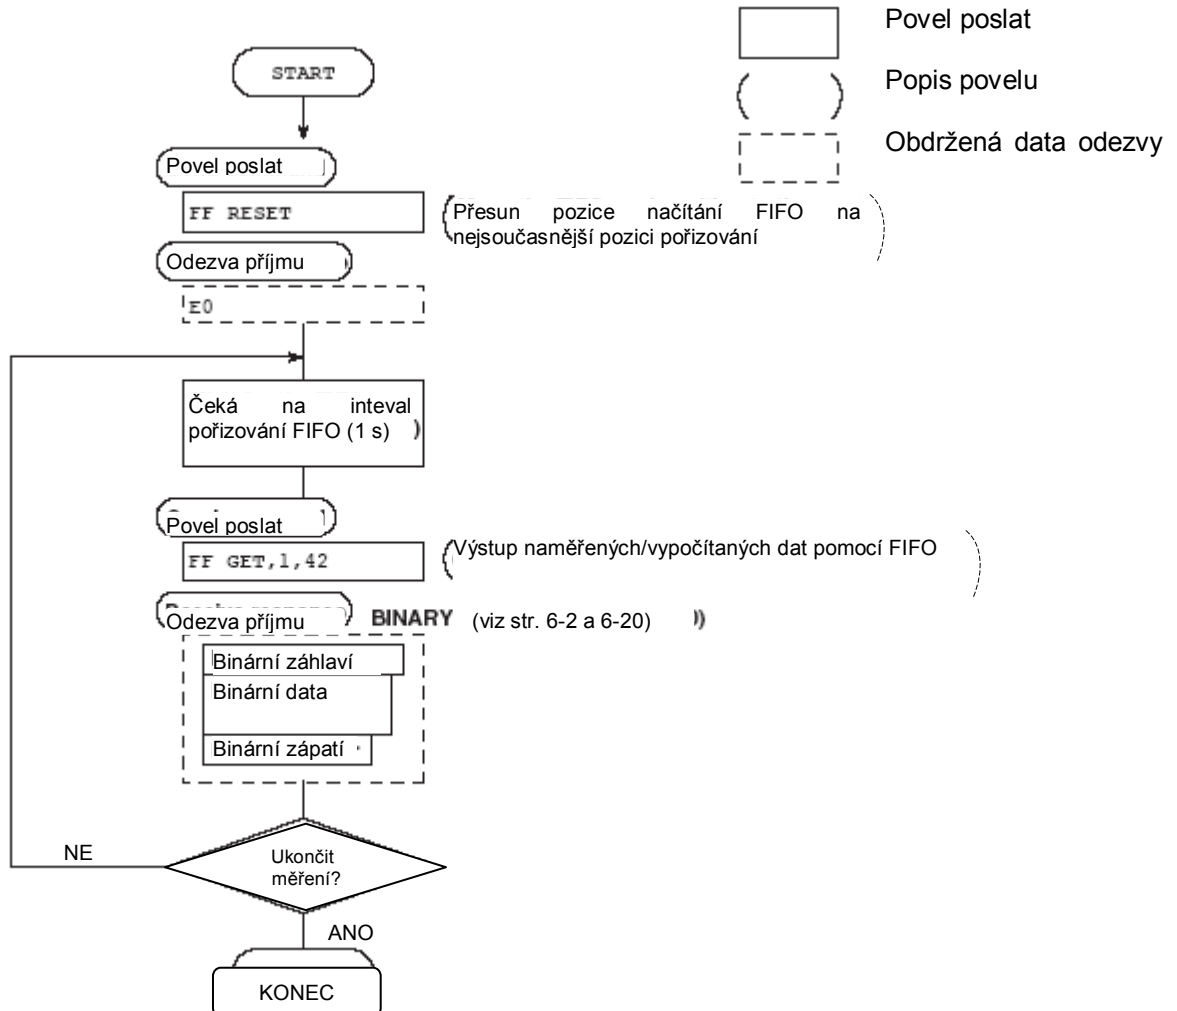 Povel poslat
Popis povelu
Obdržená data odezvy
START
Povel poslat
FF RESET
Přesun pozice načítání FIFO na
nejsoučasnější pozici pořizování
Odezva příjmu
E0
Čeká na inteval
pořizování FIFO (1 s)
Povel poslat
FF GET,1,42
Výstup naměřených/vypočítaných dat pomocí FIFO
Odezva příjmu BINARY (viz str. 6-2 a 6-20)
Binární záhlaví
Binární data
Binární zápatí
NE
Ukončit
měření?
ANO
KONEC